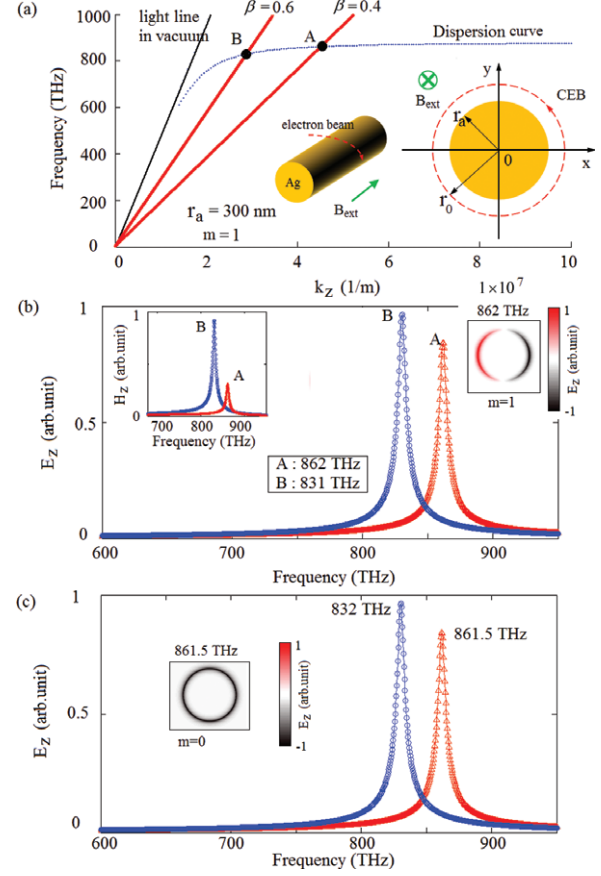 (a)
light line
in vacuum
β = 0.6
β = 0.4
B
A
Dispersion curve
1000
800
600
400
200
0
Frequency (THz)
electron beam
Ag
B_ext
r_a = 300 nm
m = 1
B_ext
y
CEB
r_a
0
x
r_0
0
2
4
6
8
10
k_z (1/m)
1 × 10^7
(b)
1
0.5
0
E_z (arb.unit)
1
0
H_z (arb.unit)
B
A
700
800
900
Frequency (THz)
B
A
862 THz
m=1
1
-1
E_z (arb.unit)
A : 862 THz
B : 831 THz
600
700
800
900
Frequency (THz)
(c)
1
0.5
0
E_z (arb.unit)
861.5 THz
m=0
1
-1
E_z (arb.unit)
832 THz
861.5 THz
600
700
800
900
Frequency (THz)